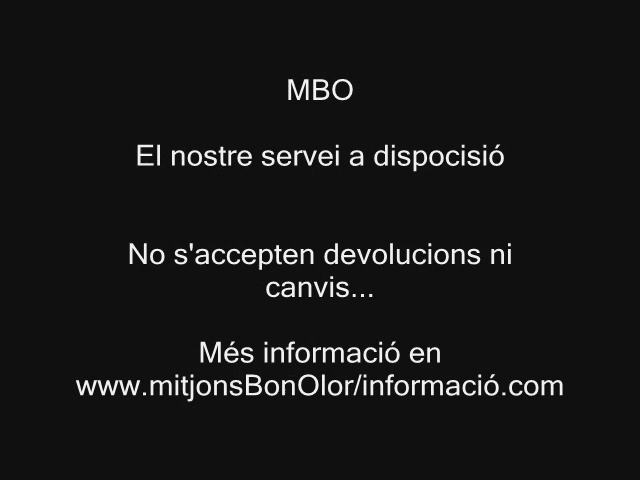 MBO
El nostre servei a dispocisió
No s'accepten devolucions ni
canvis...
Més informació en
www.mitjonsBonOlor/informació.com